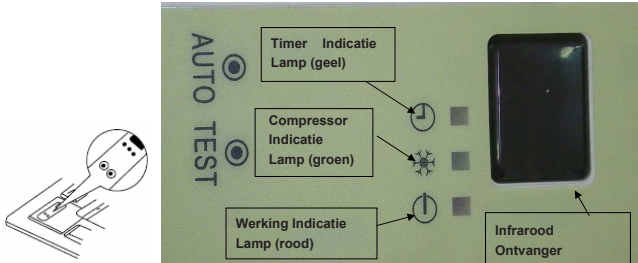 AUTO TEST
Timer Indicatie
Lamp (geel)
Compressor
Indicatie
Lamp (groen)
Werking Indicatie
Lamp (rood)
Infrarood
Ontvanger